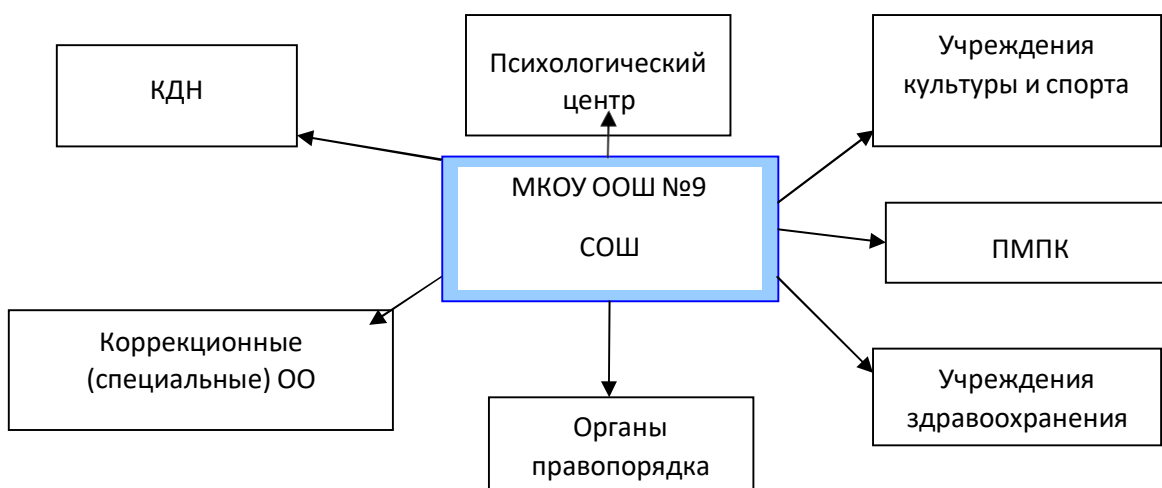 КДН
Психологический
центр
Учреждения
культуры и спорта
МКОУ ООШ №9
СОШ
ПМПК
Коррекционные
(специальные) ОО
Учреждения
здравоохранения
Органы
правопорядка